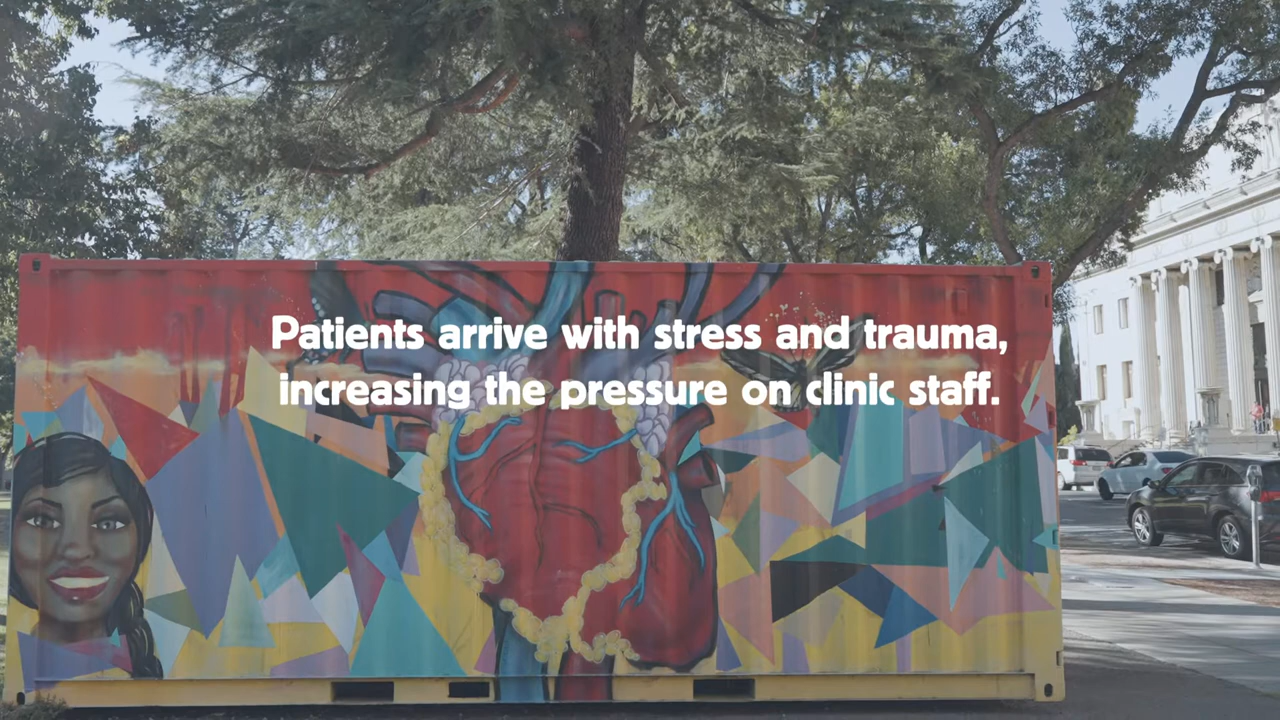 Patients arrive with stress and trauma,
increasing the pressure on clinic staff.